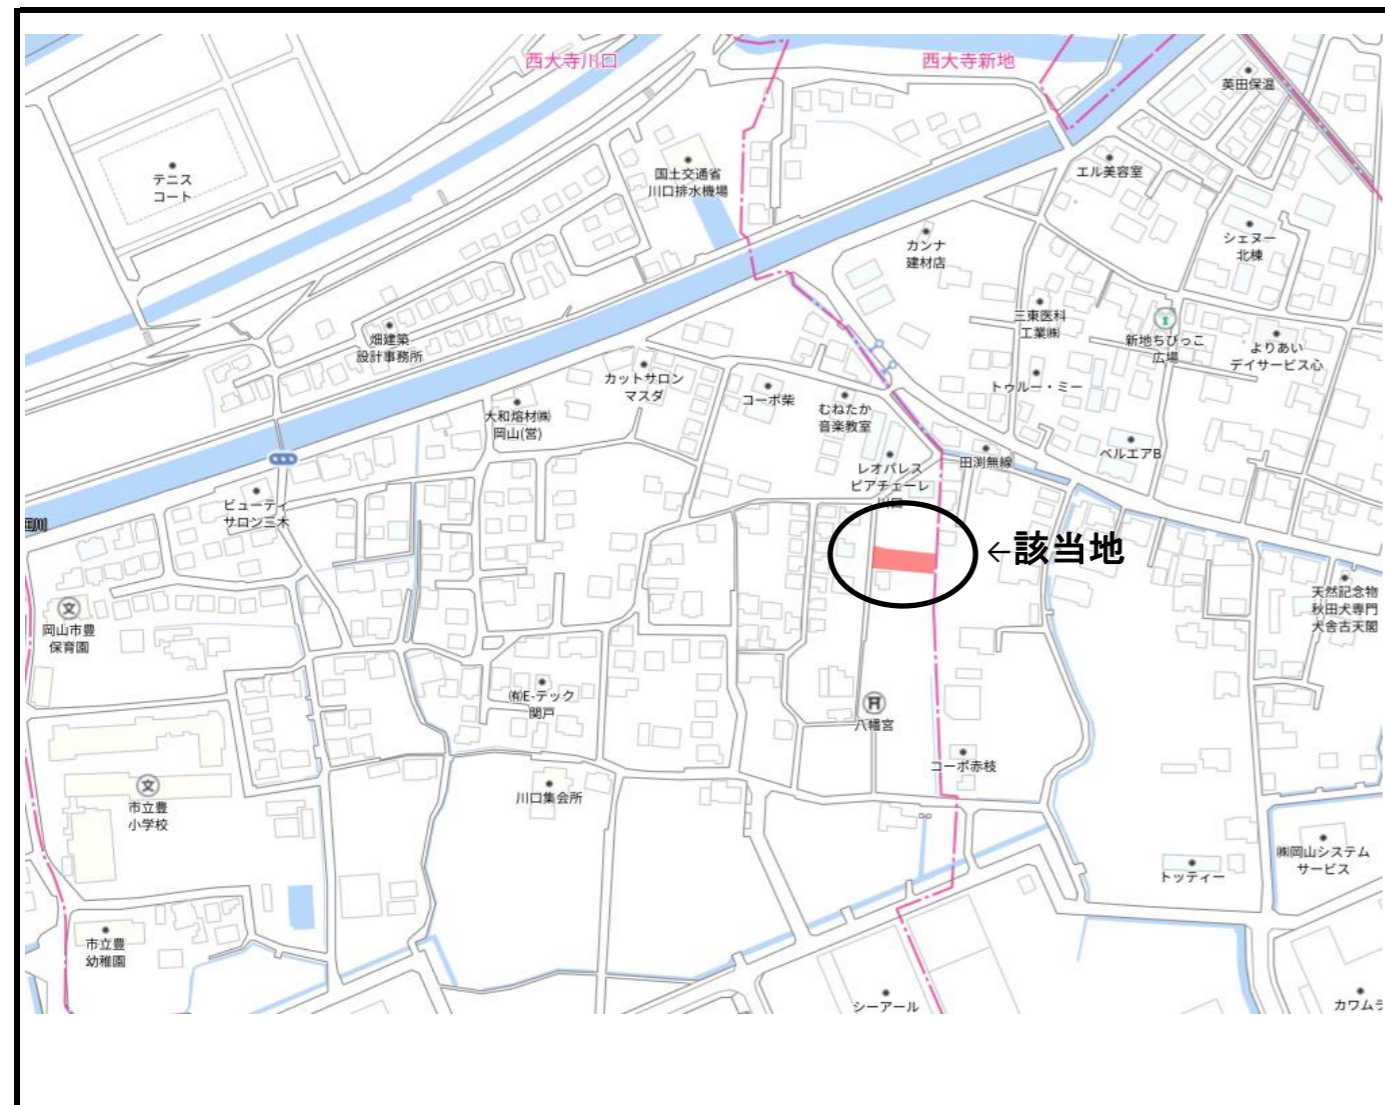 西大寺川口
西大寺新地
英田保温
テニス
コート
国土交通省
川口排水機場
エル美容室
カンナ
建材店
シェヌー
北棟
畑建築
設計事務所
三東医科
工業㈱
新地ちびっこ
広場
よりあい
デイサービス心
カットサロン
マスダ
コーポ柴
トゥルー・ミー
大和熔材㈱
岡山(営)
むねたか
音楽教室
レオパレス
ピアチェーレ
川口
田渕無線
ベルエアB
ビューティ
サロン三木
←該当地
天然記念物
秋田犬専門
犬舎古天閣
文
岡山市豊
保育園
㈲E-テック
関戸
八幡宮
コーポ赤枝
文
市立豊
小学校
川口集会所
トッティー
㈱岡山システム
サービス
市立豊
幼稚園
シーアール
カワムラ